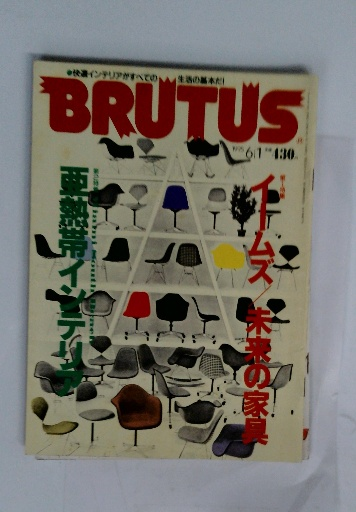 快適インテリアがすべての 生活の基本だ!
BRUTUS
1995 6/1 430
イームズ/未来の家具
亜熱帯インテリア